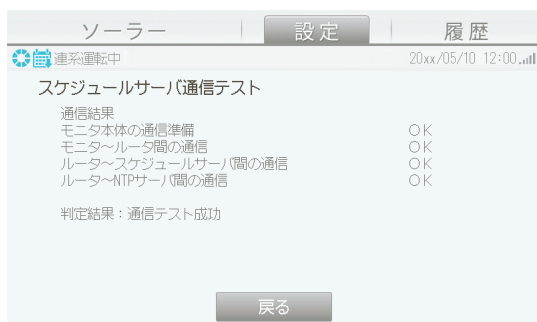 ソーラー 設定 履歴
連系運転中 20xx/05/10 12:00
スケジュールサーバ通信テスト
通信結果
モニタ本体の通信準備 OK
モニタ～ルータ間の通信 OK
ルータ～スケジュールサーバ間の通信 OK
ルータ～NTPサーバ間の通信 OK
判定結果：通信テスト成功
戻る